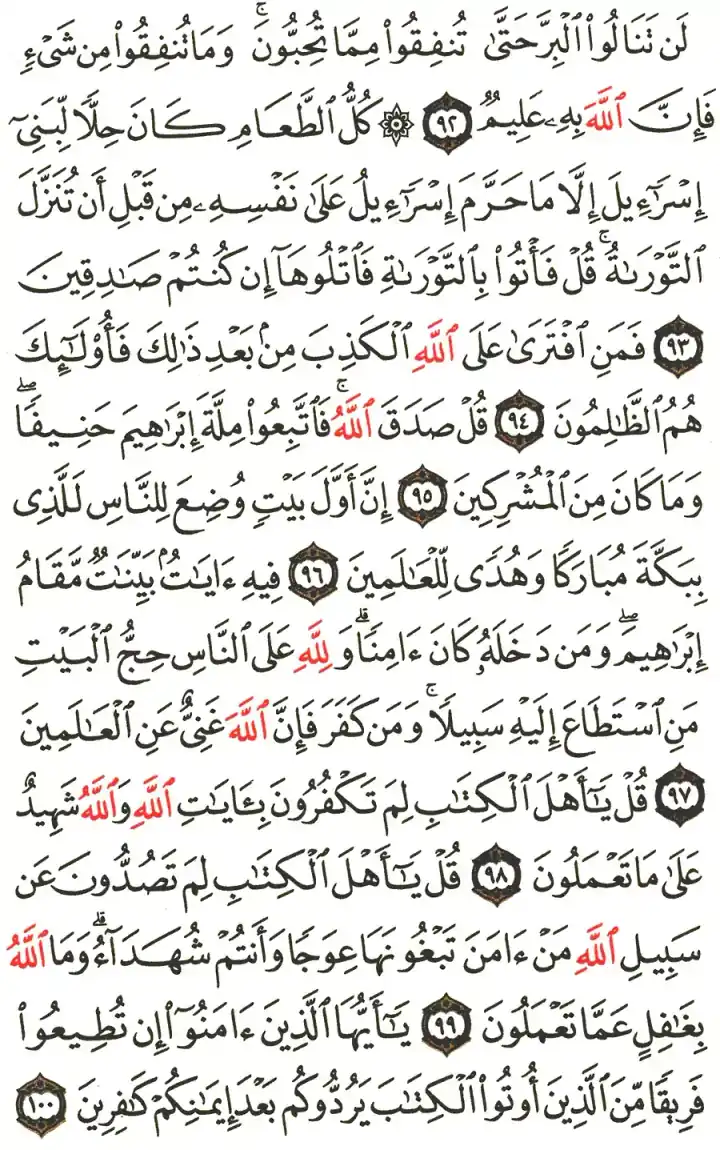 لَن تَنَالُوا۟ ٱلْبِرَّ حَتَّىٰ تُنفِقُوا۟ مِمَّا تُحِبُّونَ ۚ وَمَا تُنفِقُوا۟ مِن شَىْءٍ
فَإِنَّ ٱللَّهَ بِهِۦ عَلِيمٌ ﴿٩٢﴾ ۞ كُلُّ ٱلطَّعَامِ كَانَ حِلًّا لِّبَنِىٓ
إِسْرَٰٓءِيلَ إِلَّا مَا حَرَّمَ إِسْرَٰٓءِيلُ عَلَىٰ نَفْسِهِۦ مِن قَبْلِ أَن تُنَزَّلَ
ٱلتَّوْرَىٰةُ ۗ قُلْ فَأْتُوا۟ بِٱلتَّوْرَىٰةِ فَٱتْلُوهَآ إِن كُنتُمْ صَـٰدِقِينَ
﴿٩٣﴾ فَمَنِ ٱفْتَرَىٰ عَلَى ٱللَّهِ ٱلْكَذِبَ مِنۢ بَعْدِ ذَٰلِكَ فَأُو۟لَـٰٓئِكَ
هُمُ ٱلظَّـٰلِمُونَ ﴿٩٤﴾ قُلْ صَدَقَ ٱللَّهُ ۗ فَٱتَّبِعُوا۟ مِلَّةَ إِبْرَٰهِيمَ حَنِيفًا ۖ
وَمَا كَانَ مِنَ ٱلْمُشْرِكِينَ ﴿٩٥﴾ إِنَّ أَوَّلَ بَيْتٍ وُضِعَ لِلنَّاسِ لَلَّذِى
بِبَكَّةَ مُبَارَكًا وَهُدًى لِّلْعَـٰلَمِينَ ﴿٩٦﴾ فِيهِ ءَايَـٰتٌۢ بَيِّنَـٰتٌ مَّقَامُ
إِبْرَٰهِيمَ ۖ وَمَن دَخَلَهُۥ كَانَ ءَامِنًا ۗ وَلِلَّهِ عَلَى ٱلنَّاسِ حِجُّ ٱلْبَيْتِ
مَنِ ٱسْتَطَاعَ إِلَيْهِ سَبِيلًا ۚ وَمَن كَفَرَ فَإِنَّ ٱللَّهَ غَنِىٌّ عَنِ ٱلْعَـٰلَمِينَ
﴿٩٧﴾ قُلْ يَـٰٓأَهْلَ ٱلْكِتَـٰبِ لِمَ تَكْفُرُونَ بِـَٔايَـٰتِ ٱللَّهِ وَٱللَّهُ شَهِيدٌ
عَلَىٰ مَا تَعْمَلُونَ ﴿٩٨﴾ قُلْ يَـٰٓأَهْلَ ٱلْكِتَـٰبِ لِمَ تَصُدُّونَ عَن
سَبِيلِ ٱللَّهِ مَنْ ءَامَنَ تَبْغُونَهَا عِوَجًا وَأَنتُمْ شُهَدَآءُ ۗ وَمَا ٱللَّهُ
بِغَـٰفِلٍ عَمَّا تَعْمَلُونَ ﴿٩٩﴾ يَـٰٓأَيُّهَا ٱلَّذِينَ ءَامَنُوٓا۟ إِن تُطِيعُوا۟
فَرِيقًا مِّنَ ٱلَّذِينَ أُوتُوا۟ ٱلْكِتَـٰبَ يَرُدُّوكُم بَعْدَ إِيمَـٰنِكُمْ كَـٰفِرِينَ ﴿١٠٠﴾